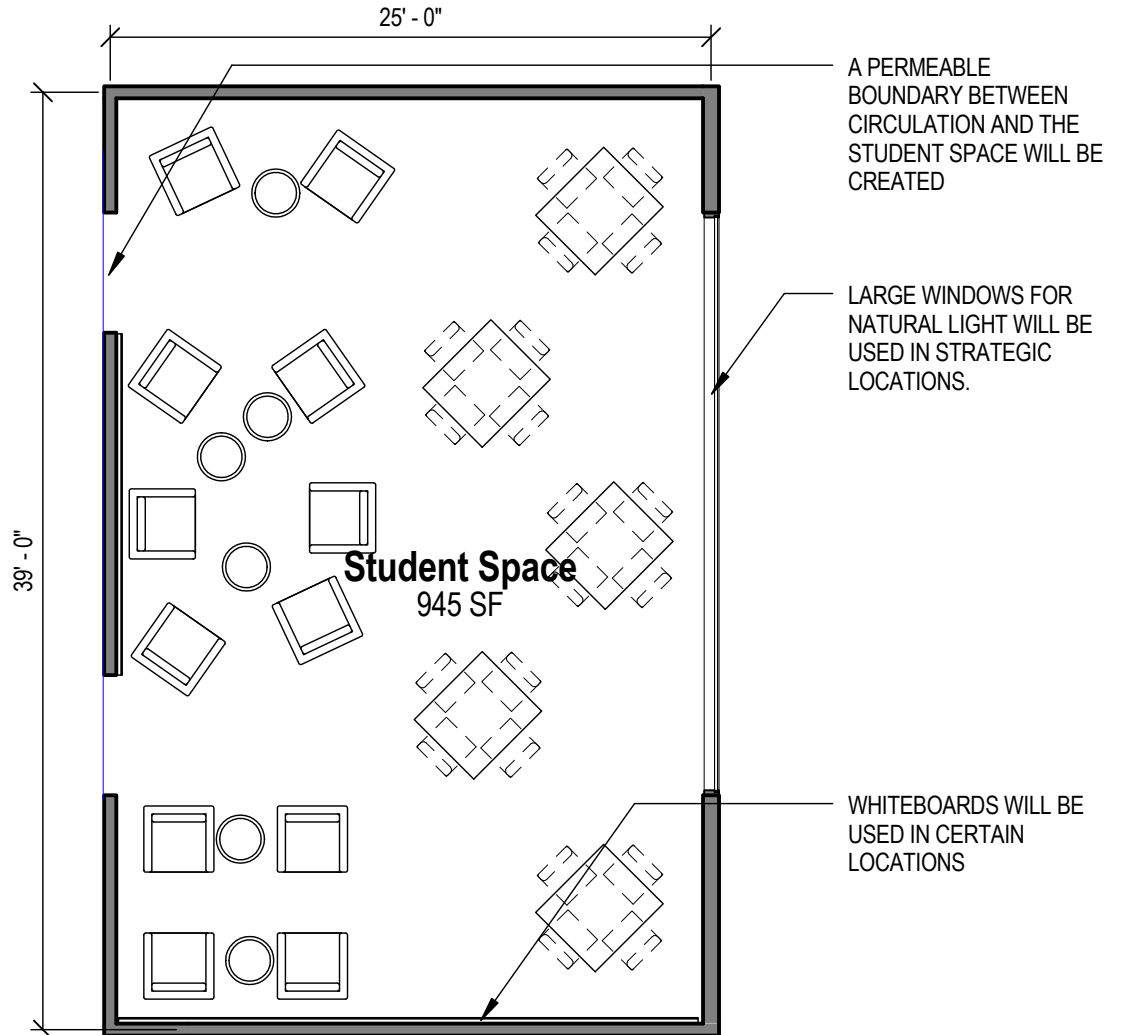 25' - 0"
A PERMEABLE
BOUNDARY BETWEEN
CIRCULATION AND THE
STUDENT SPACE WILL BE
CREATED
LARGE WINDOWS FOR
NATURAL LIGHT WILL BE
USED IN STRATEGIC
LOCATIONS.
39' - 0"
Student Space
945 SF
WHITEBOARDS WILL BE
USED IN CERTAIN
LOCATIONS